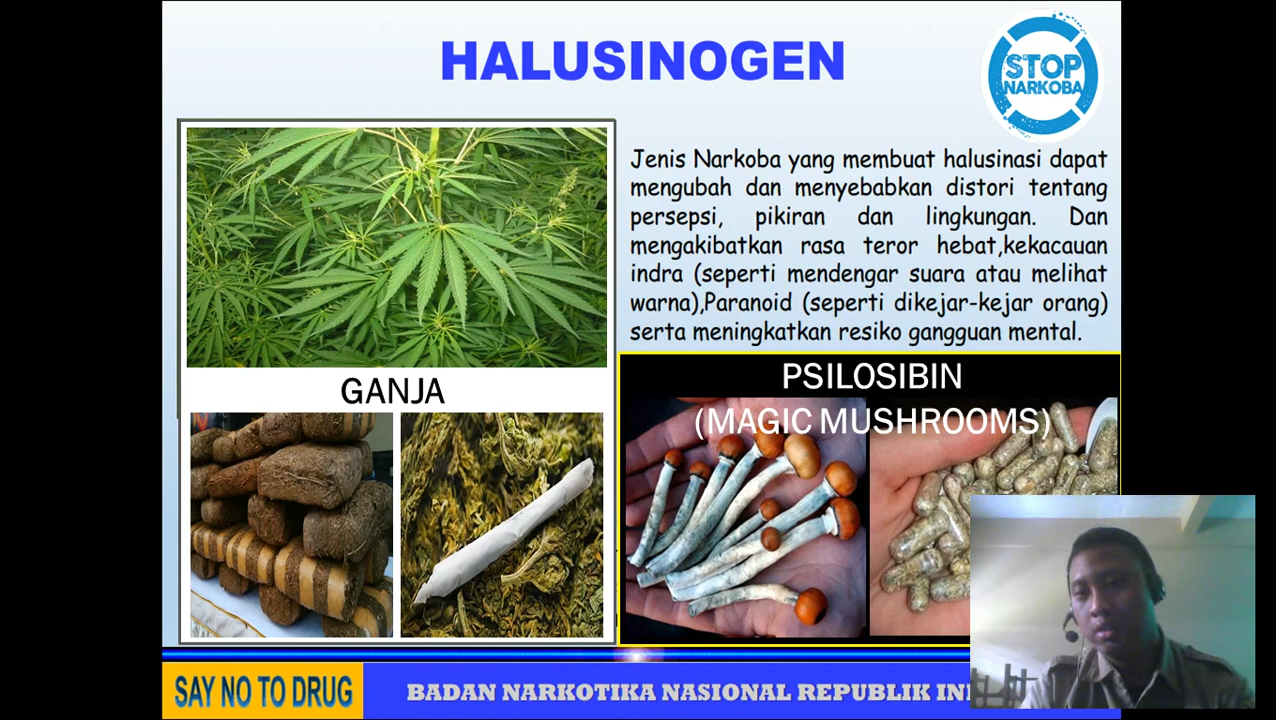 HALUSINOGEN
STOP
NARKOBA
Jenis Narkoba yang membuat halusinasi dapat
mengubah dan menyebabkan distori tentang
persepsi, pikiran dan lingkungan. Dan
mengakibatkan rasa teror hebat,kekacauan
indra (seperti mendengar suara atau melihat
warna),Paranoid (seperti dikejar-kejar orang)
serta meningkatkan resiko gangguan mental.
GANJA
PSILOSIBIN
(MAGIC MUSHROOMS)
SAY NO TO DRUG
BADAN NARKOTIKA NASIONAL REPUBLIK